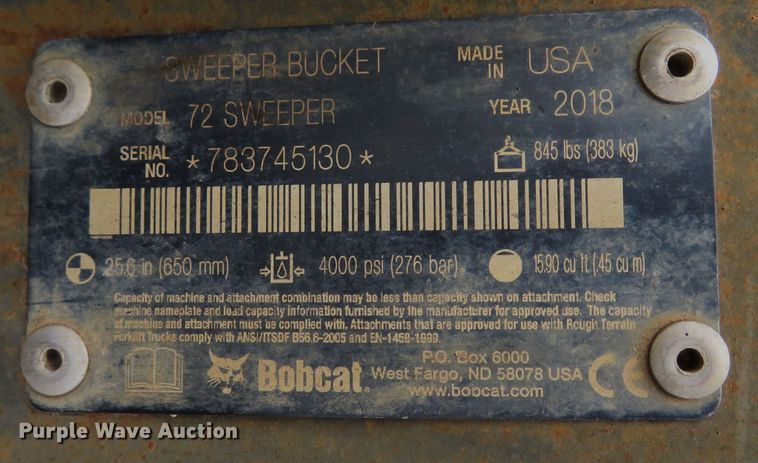 SWEEPER BUCKET
MADE IN USA
MODEL 72 SWEEPER
YEAR 2018
SERIAL NO. *783745130*
845 lbs (383 kg)
25.6 in (650 mm)
4000 psi (276 bar)
15.90 cu ft (.45 cu m)
Capacity of machine and attachment combination may be less than capacity shown on attachment. Check
machine nameplate and load capacity information furnished by the manufacturer for approved use. The capacity
of machine and attachment must be complied with. Attachments that are approved for use with Rough Terrain
Forklift Trucks comply with ANSI/ITSDF B56.6-2005 and EN-1459-1999.
Bobcat.
P.O. Box 6000
West Fargo, ND 58078 USA
www.bobcat.com
CE
Purple Wave Auction